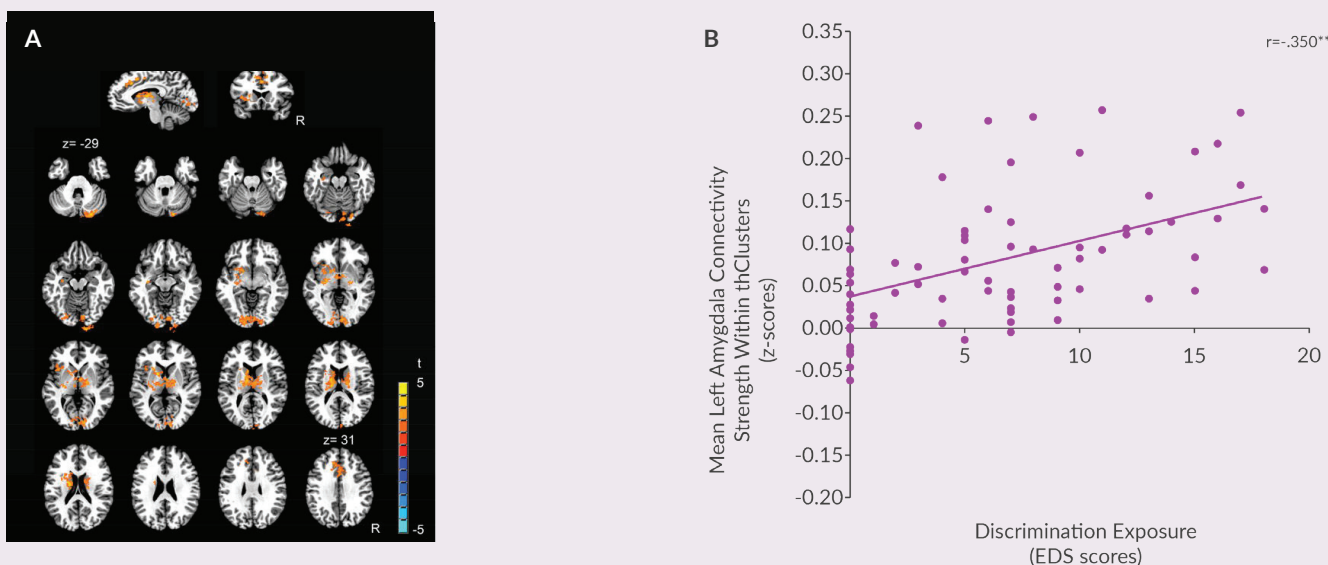 A
R
z= -29
t
5
z= 31
R
-5
B
r=-.350**
0.35
0.30
0.25
0.20
0.15
0.10
0.05
0.00
-0.05
-0.10
-0.15
-0.20
5
10
15
20
Mean Left Amygdala Connectivity
Strength Within thClusters
(z-scores)
Discrimination Exposure
(EDS scores)